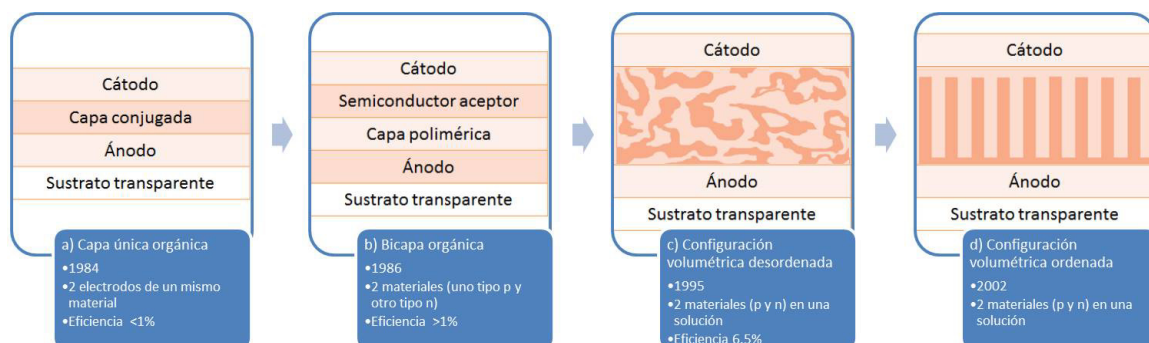 Cátodo
Capa conjugada
Ánodo
Sustrato transparente
a) Capa única orgánica
•1984
•2 electrodos de un mismo
material
•Eficiencia <1%
Cátodo
Semiconductor aceptor
Capa polimérica
Ánodo
Sustrato transparente
b) Bicapa orgánica
•1986
•2 materiales (uno tipo p y
otro tipo n)
•Eficiencia >1%
Cátodo
Ánodo
Sustrato transparente
c) Configuración
volumétrica desordenada
•1995
•2 materiales (p y n) en una
solución
•Eficiencia 6.5%
Cátodo
Ánodo
Sustrato transparente
d) Configuración
volumétrica ordenada
•2002
•2 materiales (p y n) en una
solución